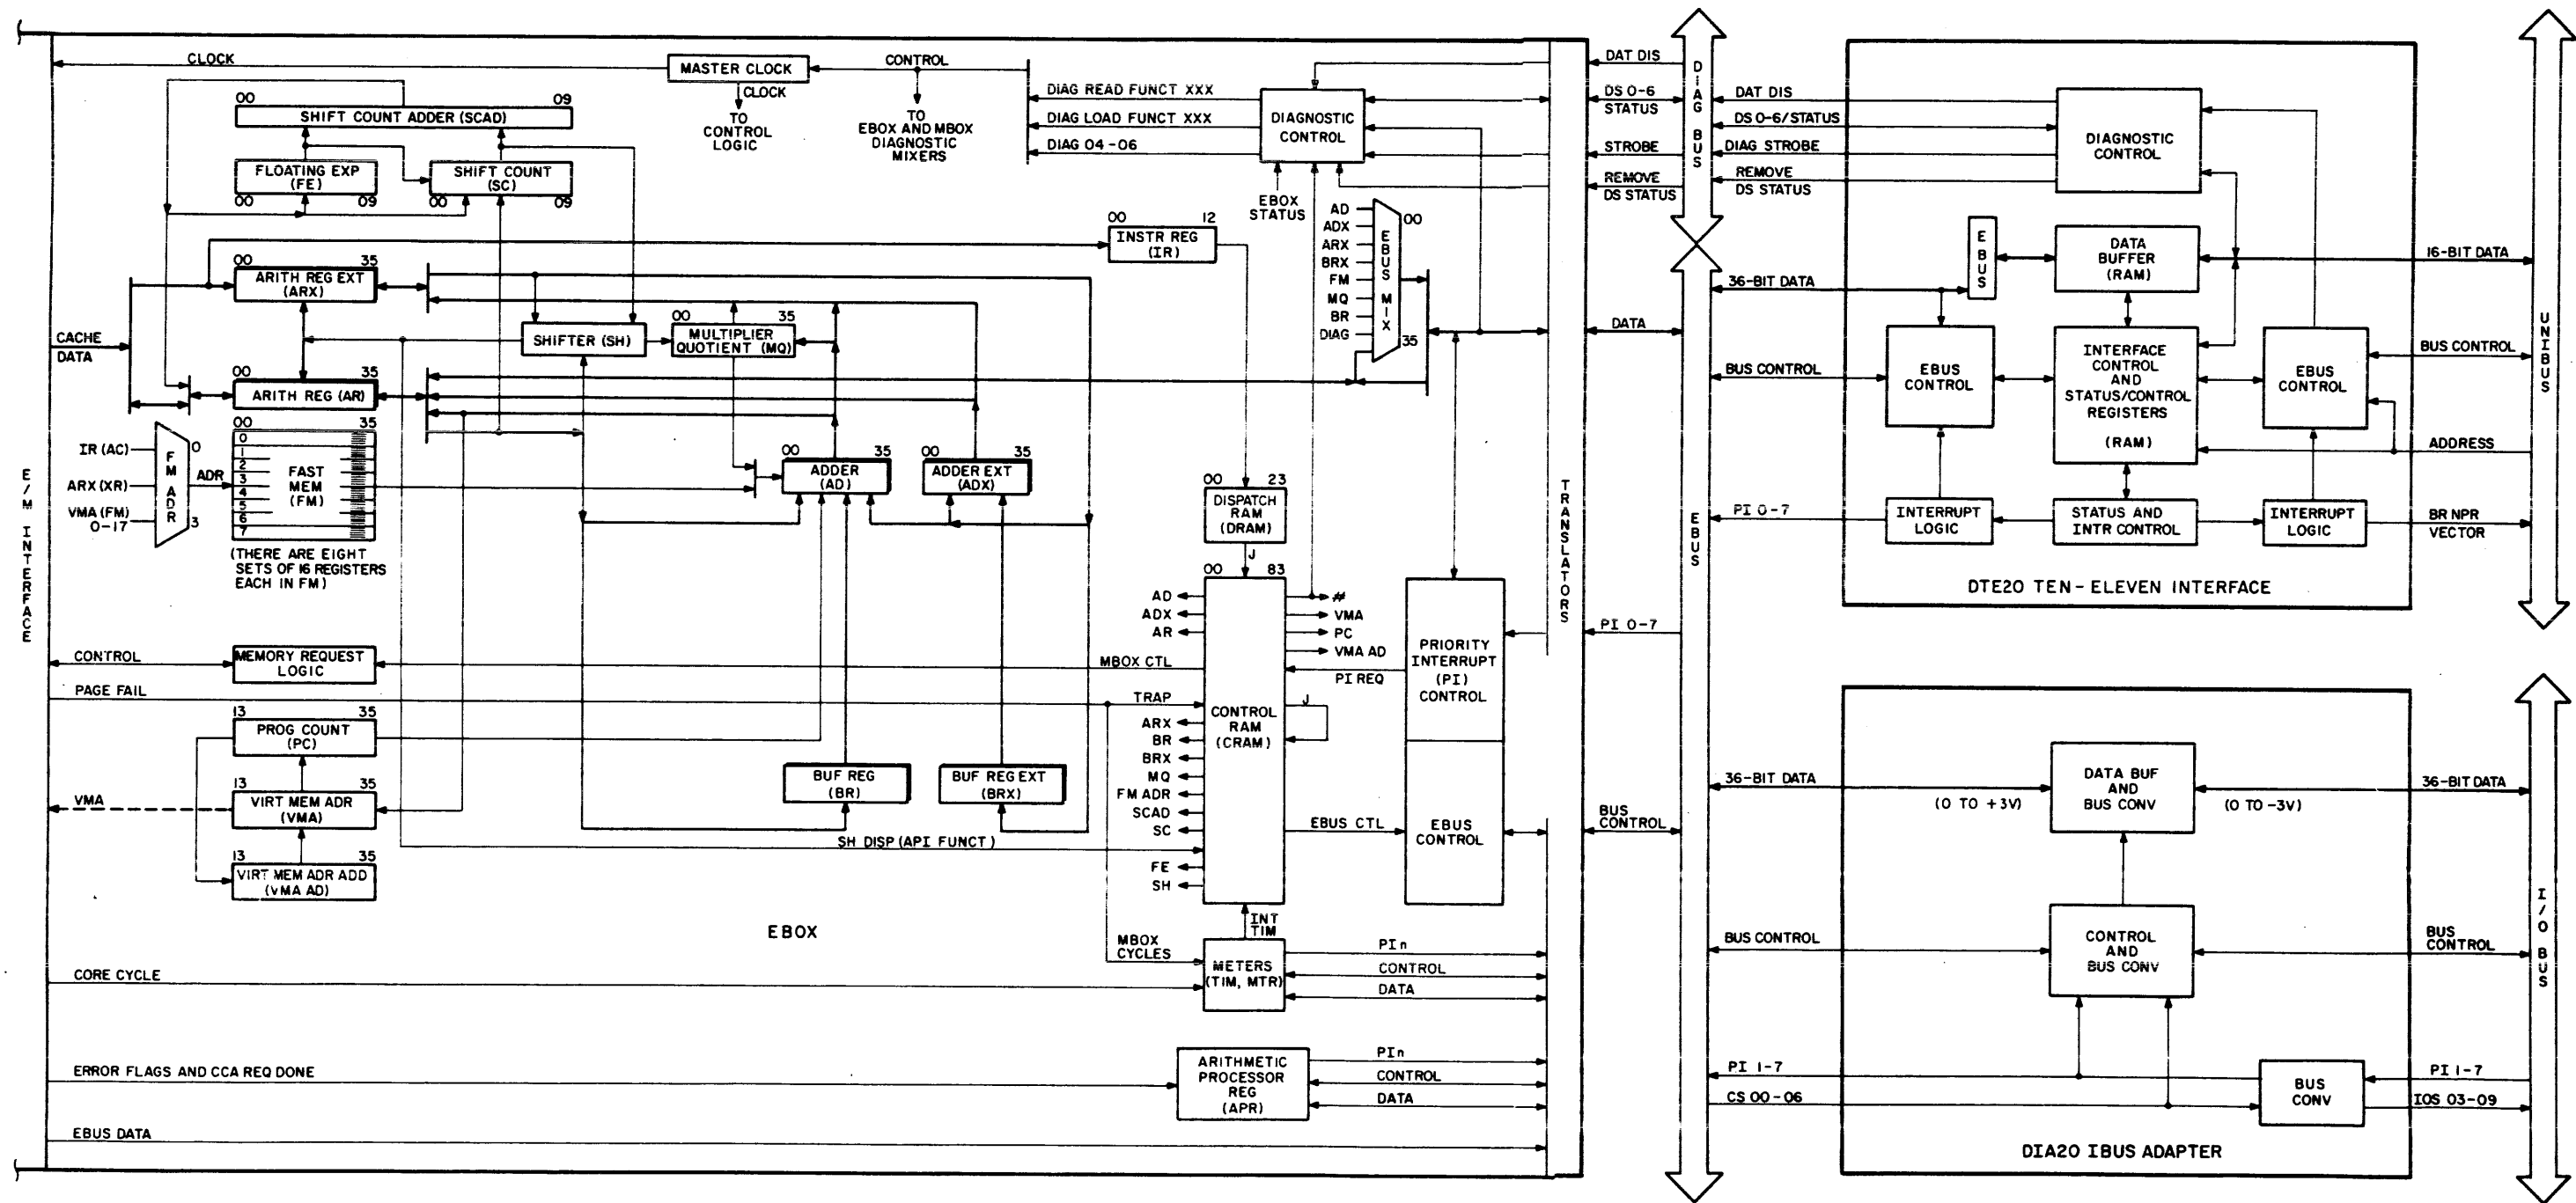 CLOCK
MASTER CLOCK
CONTROL
CLOCK
TO
CONTROL
LOGIC
TO
EBOX AND MBOX
DIAGNOSTIC
MIXERS
00 09
SHIFT COUNT ADDER (SCAD)
FLOATING EXP
(FE)
00 09
SHIFT COUNT
(SC)
00 09
DIAG READ FUNCT XXX
DIAG LOAD FUNCT XXX
DIAG 04-06
DIAGNOSTIC
CONTROL
EBOX
STATUS
DAT DIS
DS 0-6
STATUS
STROBE
REMOVE
DS STATUS
DIAG BUS
DAT DIS
DS 0-6/STATUS
DIAG STROBE
REMOVE
DS STATUS
DIAGNOSTIC
CONTROL
00 12
INSTR REG
(IR)
AD
ADX
ARX
BRX
FM
MQ
BR
DIAG
EBUS MIX
00
35
00 35
ARITH REG EXT
(ARX)
CACHE
DATA
SHIFTER (SH)
00 35
MULTIPLIER
QUOTIENT (MQ)
00 35
ARITH REG (AR)
DATA
EBUS
DATA
BUFFER
(RAM)
16-BIT DATA
36-BIT DATA
BUS CONTROL
EBUS
CONTROL
INTERFACE
CONTROL
AND
STATUS/CONTROL
REGISTERS
(RAM)
EBUS
CONTROL
BUS CONTROL
ADDRESS
UNIBUS
IR (AC)
ARX (XR)
VMA (FM)
0-17
FM ADR
0
3
ADR
00 35
0
1
2
3
4
5
6
7
FAST
MEM
(FM)
(THERE ARE EIGHT
SETS OF 16 REGISTERS
EACH IN FM)
00 35
ADDER
(AD)
00 35
ADDER EXT
(ADX)
00 23
DISPATCH
RAM
(DRAM)
J
E/M INTERFACE
TRANSLATORS
EBUS
PI 0-7
INTERRUPT
LOGIC
STATUS AND
INTR CONTROL
INTERRUPT
LOGIC
BR NPR
VECTOR
DTE20 TEN-ELEVEN INTERFACE
00 83
AD
ADX
AR
MBOX CTL
TRAP
ARX
BR
BRX
MQ
FM ADR
SCAD
SC
FE
SH
CONTROL
RAM
(CRAM)
#
VMA
PC
VMA AD
PI REQ
J
EBUS CTL
PRIORITY
INTERRUPT
(PI)
CONTROL
EBUS
CONTROL
PI 0-7
BUS
CONTROL
CONTROL
MEMORY REQUEST
LOGIC
PAGE FAIL
13 35
PROG COUNT
(PC)
VMA
13 35
VIRT MEM ADR
(VMA)
13 35
VIRT MEM ADR ADD
(VMA AD)
BUF REG
(BR)
BUF REG EXT
(BRX)
SH DISP (API FUNCT)
EBOX
INT
TIM
MBOX
CYCLES
CORE CYCLE
METERS
(TIM, MTR)
PIn
CONTROL
DATA
ERROR FLAGS AND CCA REQ DONE
ARITHMETIC
PROCESSOR
REG
(APR)
PIn
CONTROL
DATA
EBUS DATA
36-BIT DATA
(0 TO +3V)
DATA BUF
AND
BUS CONV
(0 TO -3V)
36-BIT DATA
BUS CONTROL
CONTROL
AND
BUS CONV
BUS
CONTROL
I/O BUS
PI 1-7
CS 00-06
BUS
CONV
PI 1-7
IOS 03-09
DIA20 IBUS ADAPTER